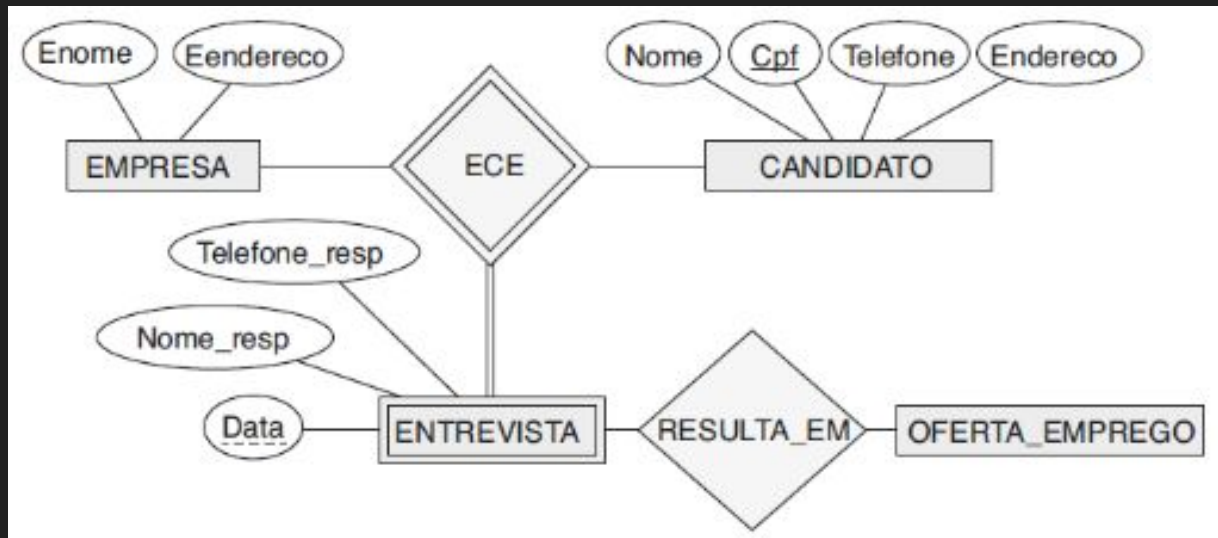 Enome
Eendereco
Nome
Cpf
Telefone
Endereco
EMPRESA
ECE
CANDIDATO
Telefone_resp
Nome_resp
Data
ENTREVISTA
RESULTA_EM
OFERTA_EMPREGO